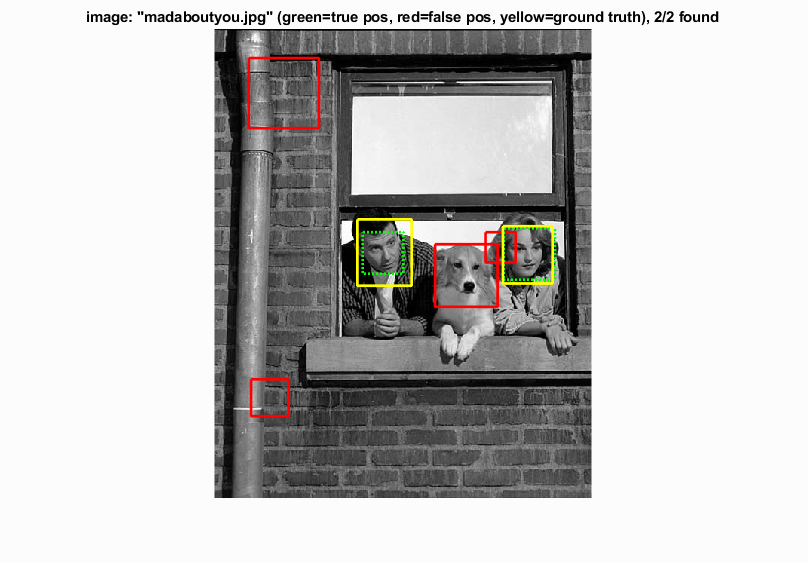 image: "madaboutyou.jpg" (green=true pos, red=false pos, yellow=ground truth), 2/2 found